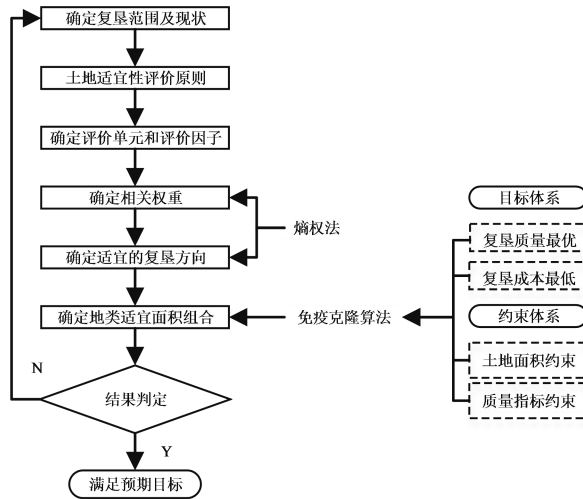 确定复垦范围及现状
土地适宜性评价原则
确定评价单元和评价因子
确定相关权重
熵权法
确定适宜的复垦方向
确定地类适宜面积组合
免疫克隆算法
目标体系
复垦质量最优
复垦成本最低
约束体系
土地面积约束
质量指标约束
N
结果判定
Y
满足预期目标